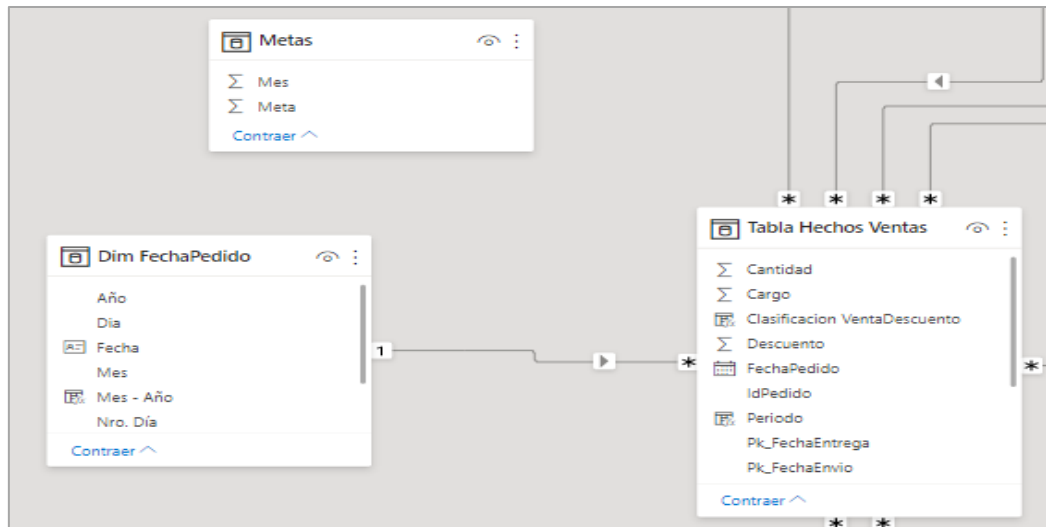 Metas
Mes
Meta
Contraer
* * * *
Tabla Hechos Ventas
Cantidad
Cargo
Clasificacion VentaDescuento
Descuento
FechaPedido
IdPedido
Periodo
Pk_FechaEntrega
Pk_FechaEnvio
Contraer
* *
Dim FechaPedido
Año
Dia
Fecha
Mes
Mes - Año
Nro. Día
Contraer
1
*
*